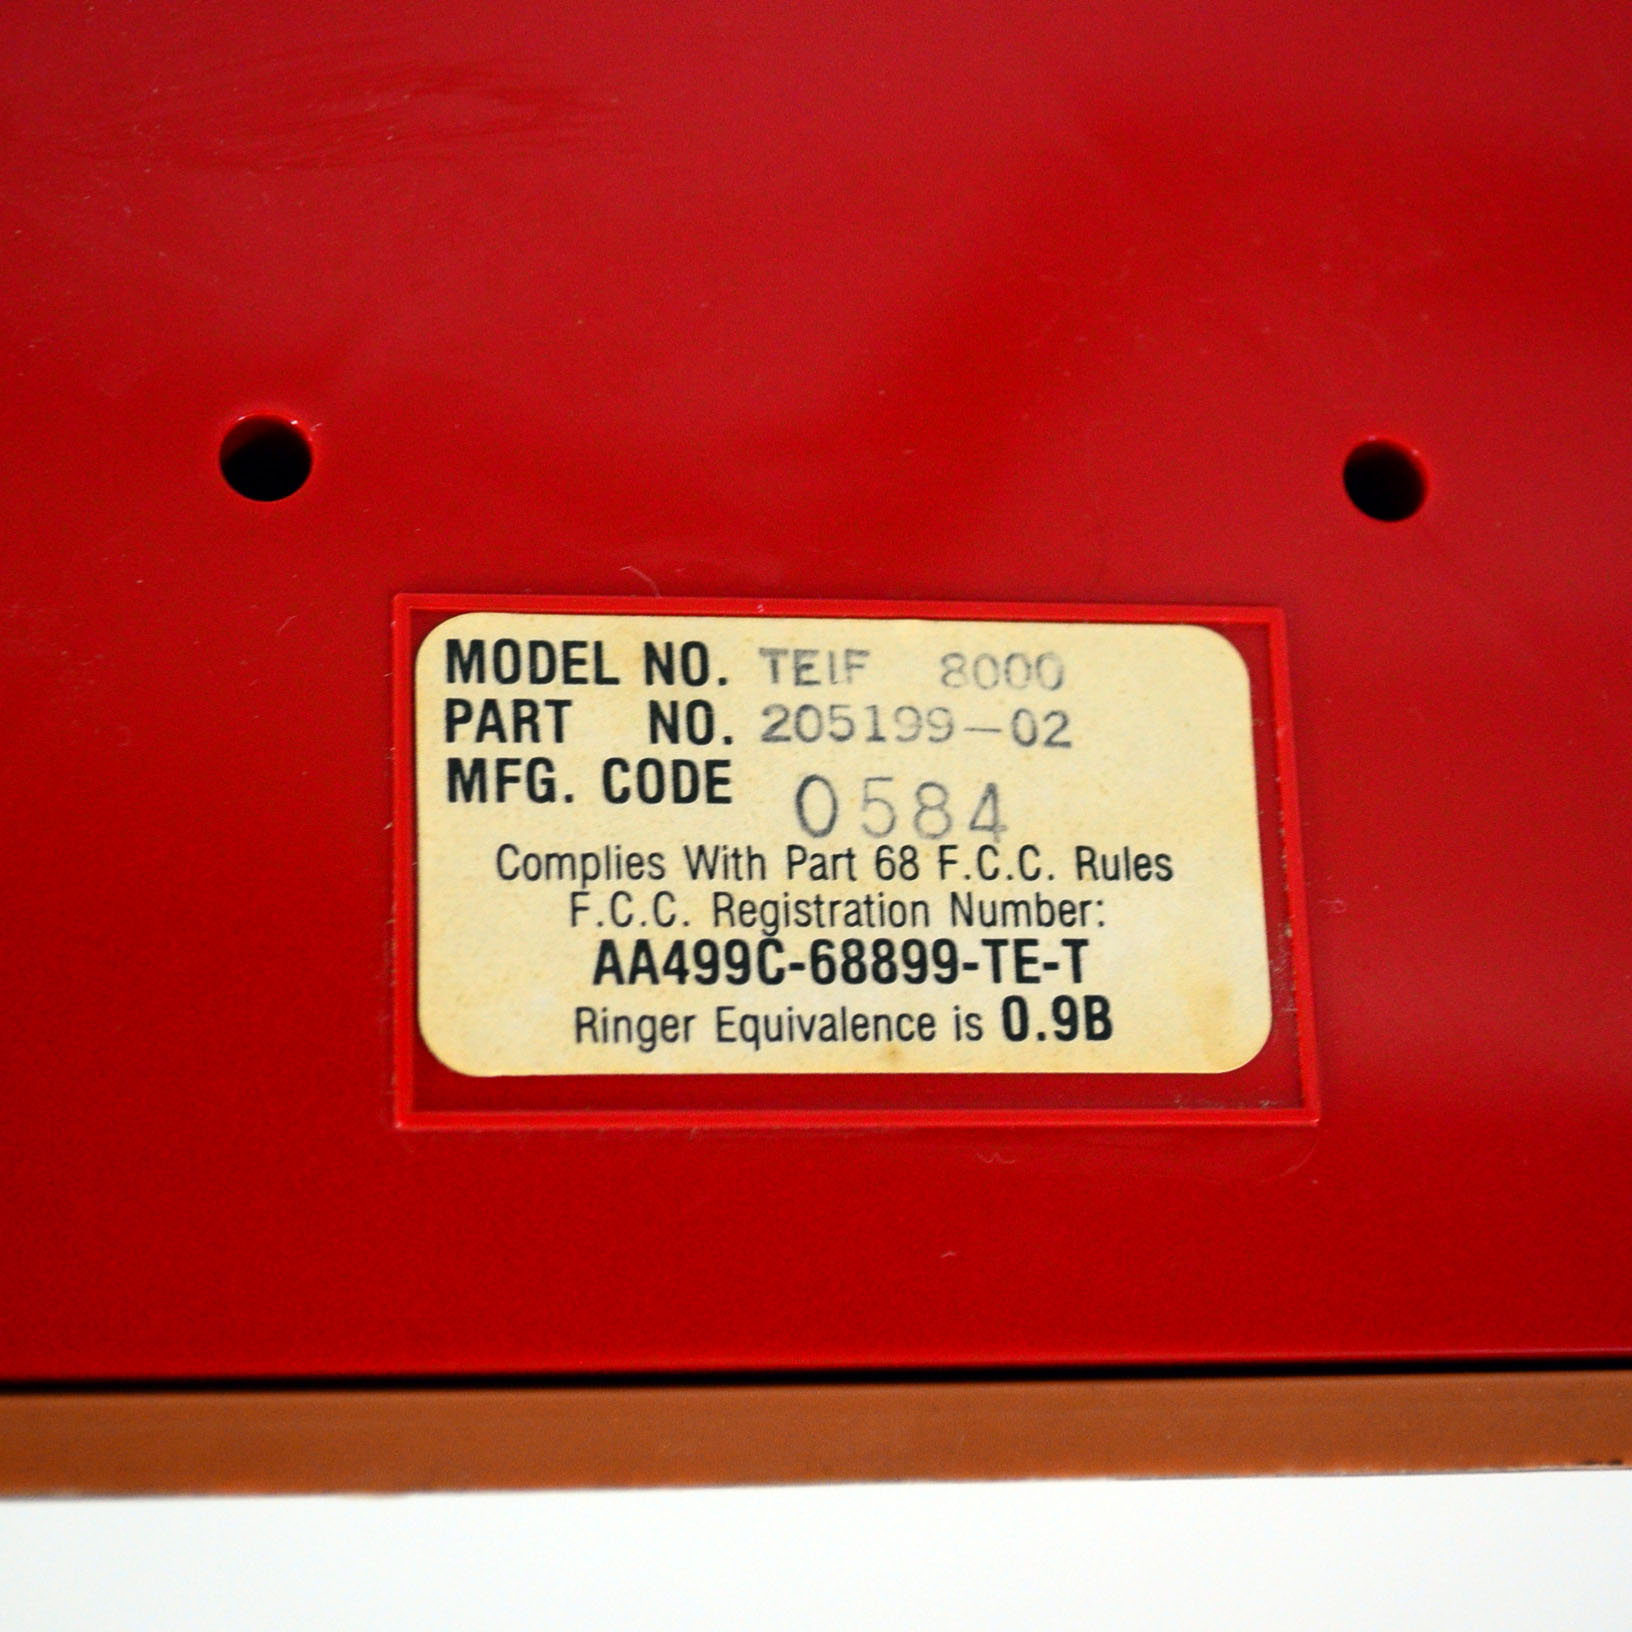 MODEL NO. TEIF 8000
PART NO. 205199-02
MFG. CODE 0584
Complies With Part 68 F.C.C. Rules
F.C.C. Registration Number:
AA499C-68899-TE-T
Ringer Equivalence is 0.9B